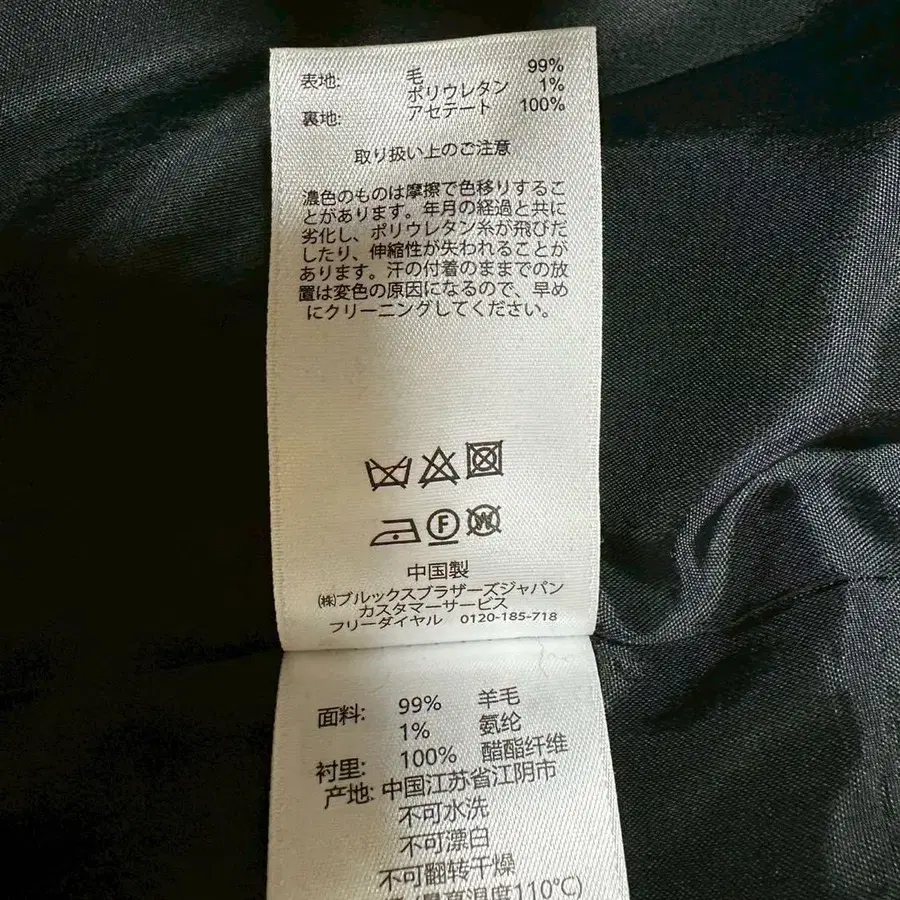 表地: 毛 99%
ポリウレタン 1%
裏地: アセテート 100%
取り扱い上のご注意
濃色のものは摩擦で色移りするこ
とがあります。年月の経過と共に
劣化し、ポリウレタン糸が飛びだ
したり、伸縮性が失われることが
あります。汗の付着のままでの放
置は変色の原因になるので、早め
にクリーニングしてください。
F W
中国製
㈱ブルックスブラザーズジャパン
カスタマーサービス
フリーダイヤル 0120-185-718
面料: 99% 羊毛
1% 氨纶
衬里: 100% 醋酯纤维
产地: 中国江苏省江阴市
不可水洗
不可漂白
不可翻转干燥
(最高温度110℃)